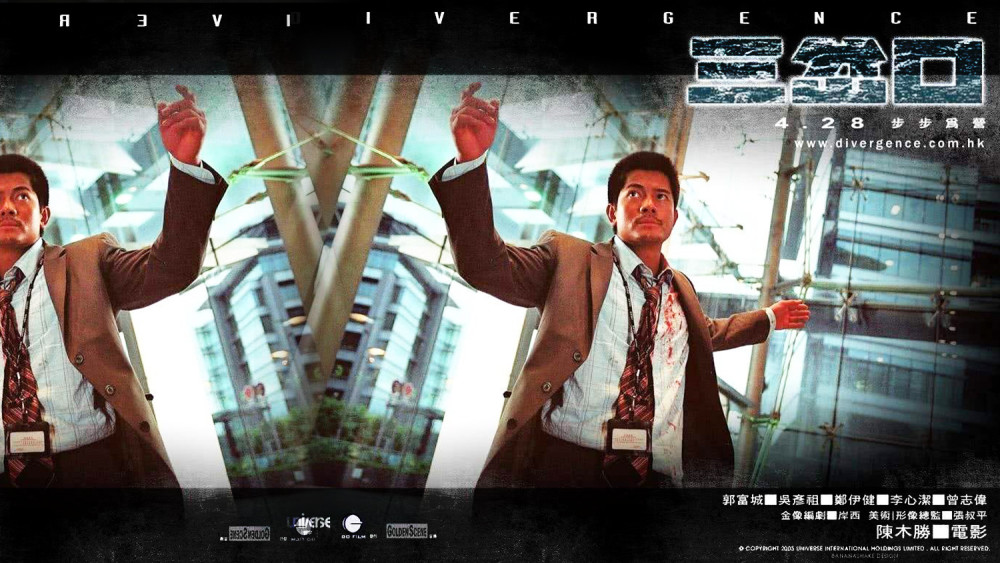 DIVERGENCE
三岔口
4.28 步步為營
www.divergence.com.hk
郭富城■吳彥祖■鄭伊健■李心潔■曾志偉
金像編劇■岸西 美術|形像總監■張叔平
陳木勝■電影
UNIVERSE
GOLDENSCENE
© COPYRIGHT 2005 UNIVERSE INTERNATIONAL HOLDINGS LIMITED. ALL RIGHT RESERVED.